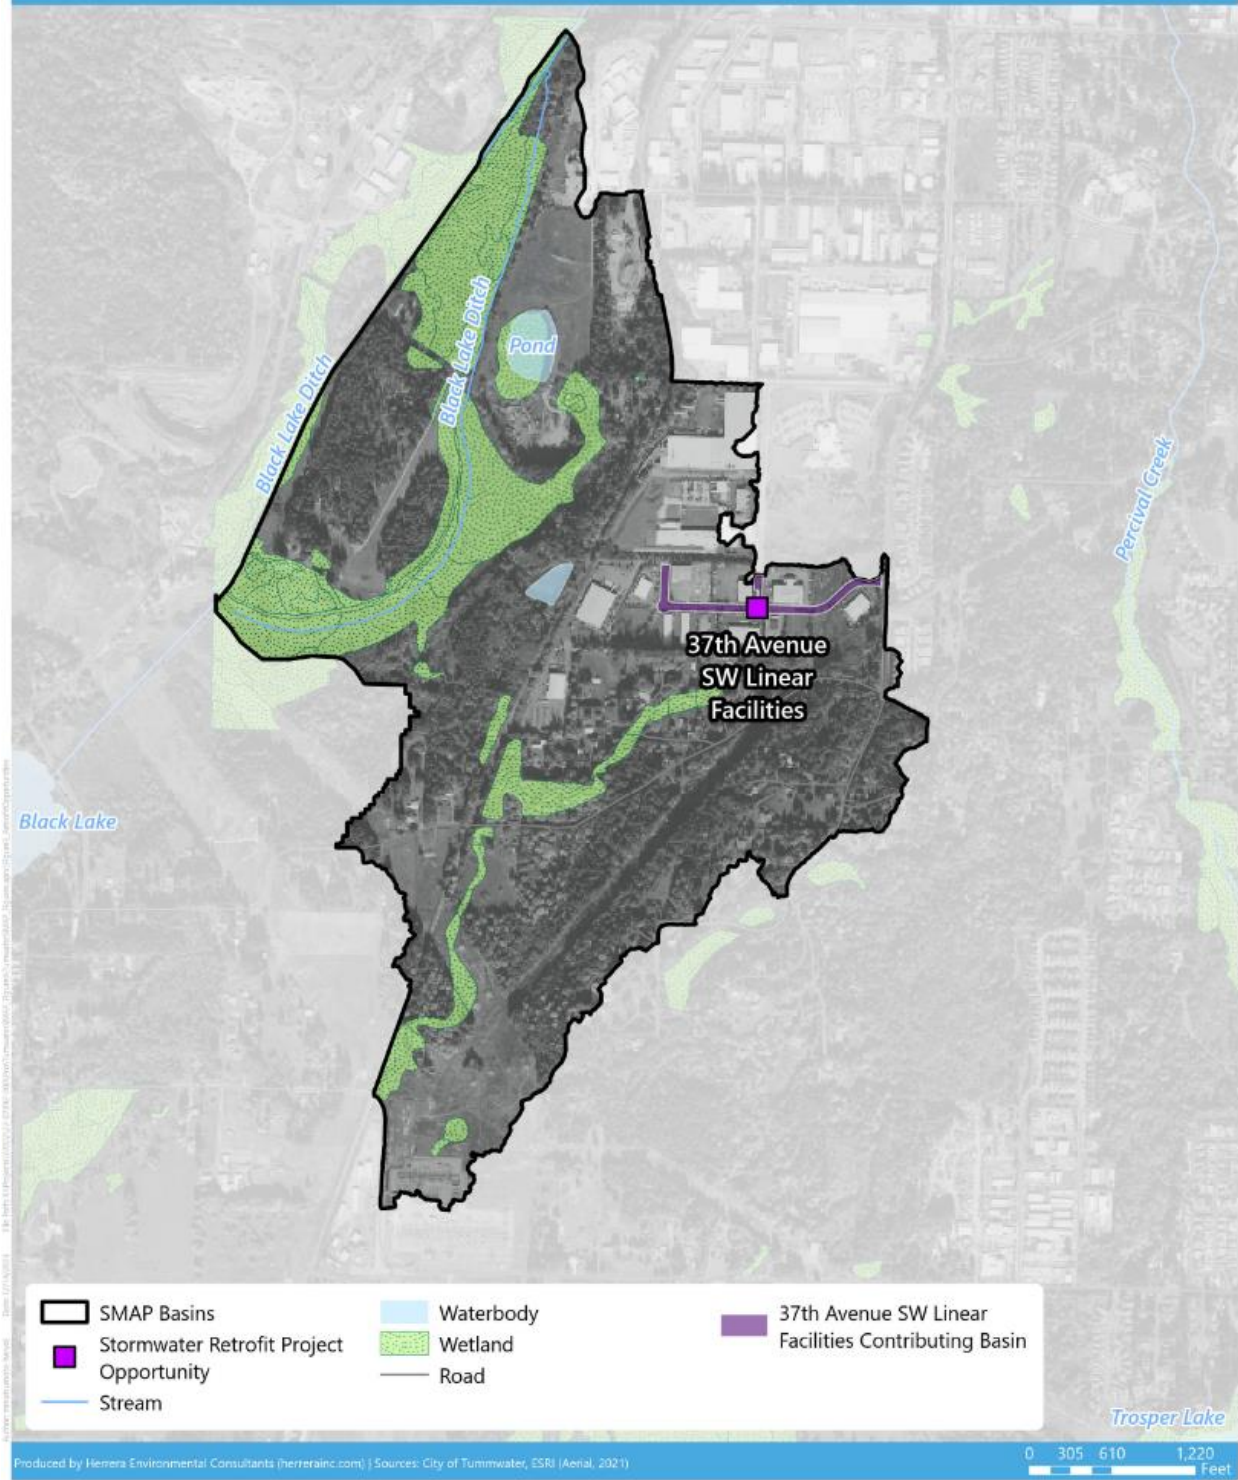 Black Lake Ditch
Pond
Black Lake Ditch
Percival Creek
37th Avenue
SW Linear
Facilities
Black Lake
SMAP Basins
Stormwater Retrofit Project
Opportunity
Stream
Waterbody
Wetland
Road
37th Avenue SW Linear
Facilities Contributing Basin
Trosper Lake
Produced by Herrera Environmental Consultants (herrerainc.com) | Sources: City of Tummwater, ESRI (Aerial, 2021)
0 305 610 1,220
Feet